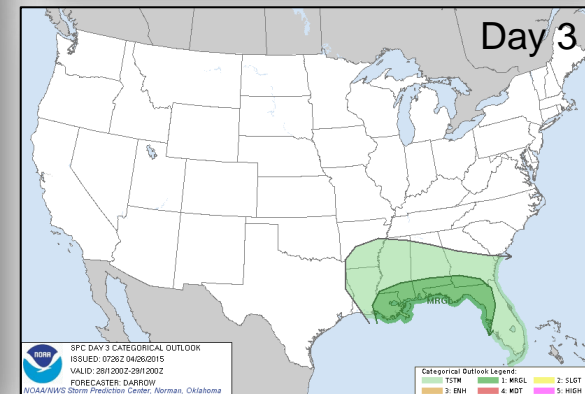 Day 3
MRGL
NOAA
SPC DAY 3 CATEGORICAL OUTLOOK
ISSUED: 0726Z 04/26/2015
VALID: 28/1200Z-29/1200Z
FORECASTER: DARROW
NOAA/NWS Storm Prediction Center, Norman, Oklahoma
Categorical Outlook Legend:
TSTM 1: MRGL 2: SLGT
3: ENH 4: MDT 5: HIGH